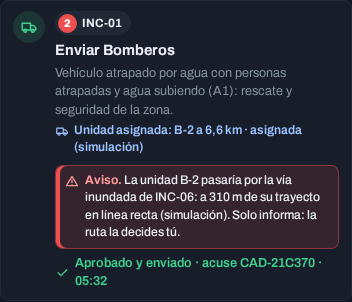 2 INC-01
Enviar Bomberos
Vehículo atrapado por agua con personas
atrapadas y agua subiendo (A1): rescate y
seguridad de la zona.
Unidad asignada: B-2 a 6,6 km · asignada
(simulación)
Aviso. La unidad B-2 pasaría por la vía
inundada de INC-06: a 310 m de su trayecto
en línea recta (simulación). Solo informa: la
ruta la decides tú.
Aprobado y enviado · acuse CAD-21C370 ·
05:32